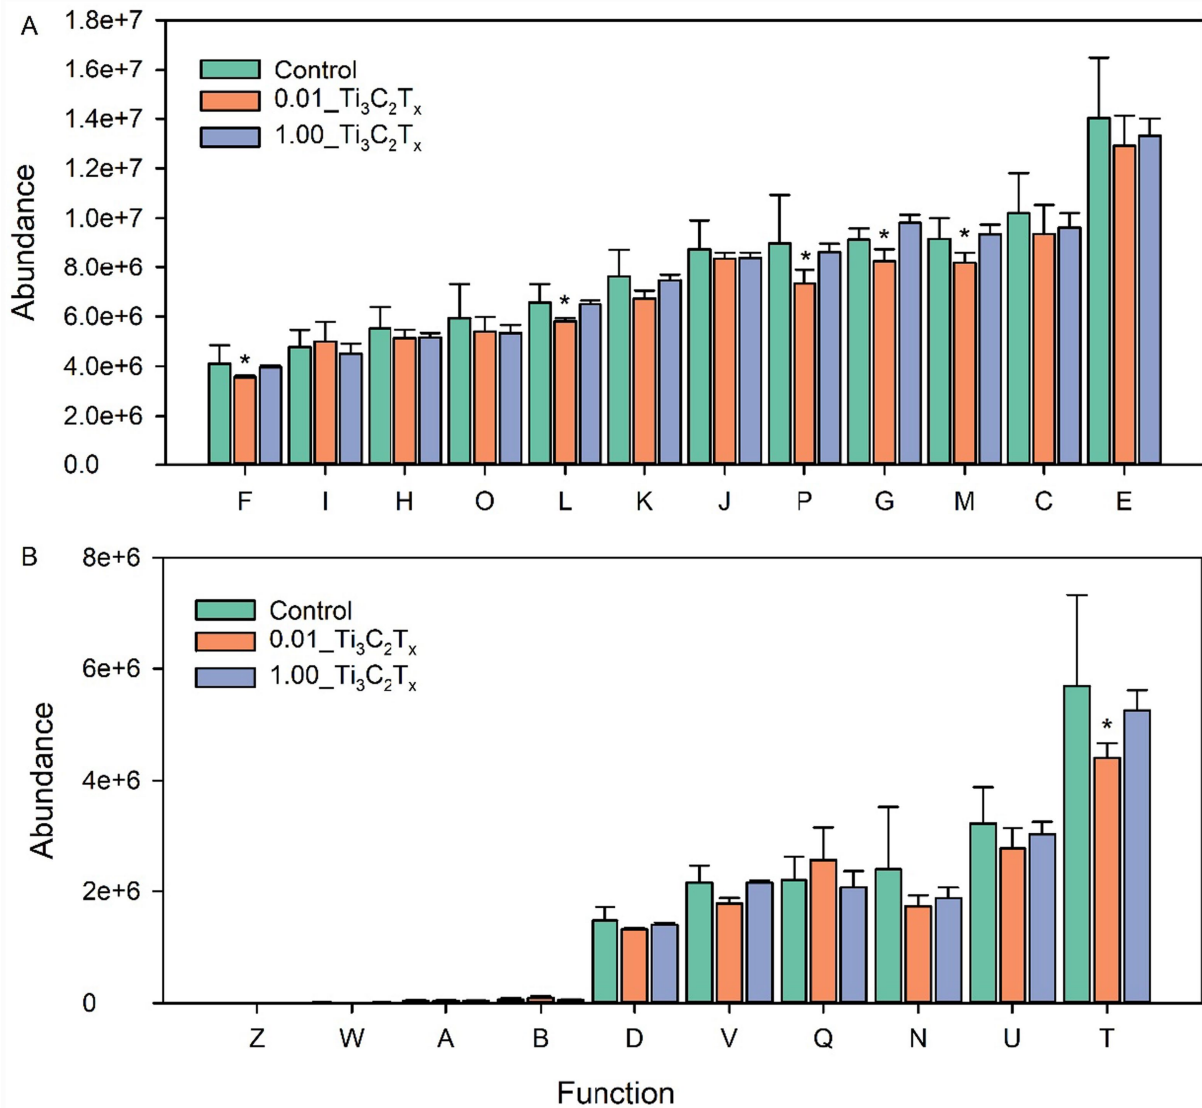 A
1.8e+7
1.6e+7
1.4e+7
1.2e+7
1.0e+7
8.0e+6
6.0e+6
4.0e+6
2.0e+6
0.0
Abundance
Control
0.01_Ti₃C₂Tₓ
1.00_Ti₃C₂Tₓ
* * * * *
F I H O L K J P G M C E
B
8e+6
6e+6
4e+6
2e+6
0
Abundance
Control
0.01_Ti₃C₂Tₓ
1.00_Ti₃C₂Tₓ
*
Z W A B D V Q N U T
Function